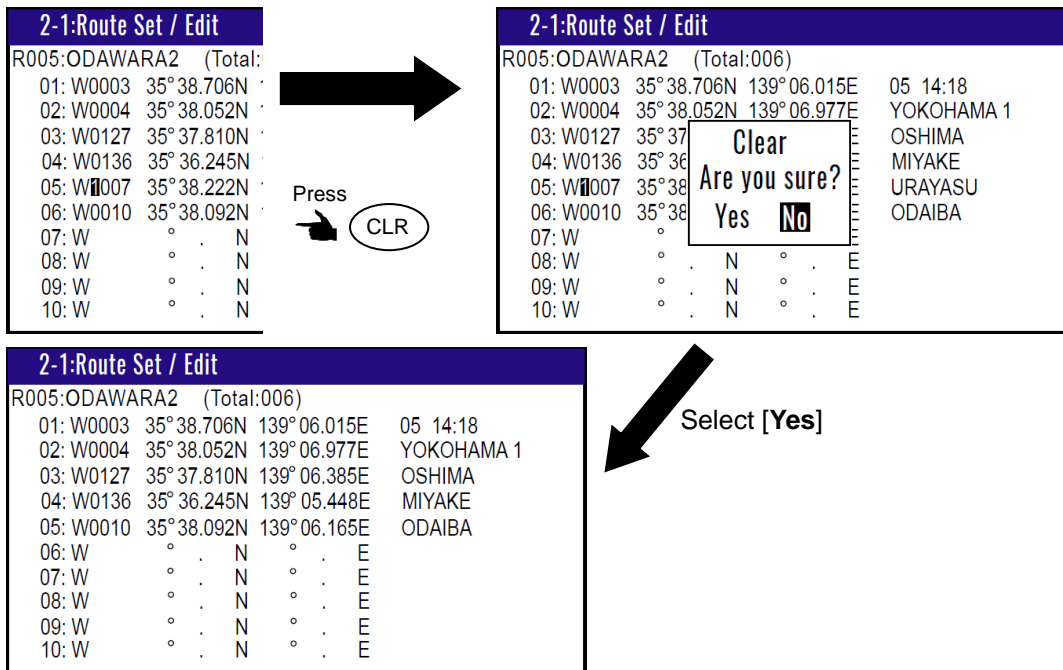 2-1:Route Set / Edit
R005:ODAWARA2 (Total:
01: W0003 35°38.706N 1
02: W0004 35°38.052N 1
03: W0127 35°37.810N 1
04: W0136 35°36.245N 1
05: W1007 35°38.222N 1
06: W0010 35°38.092N 1
07: W ° . N
08: W ° . N
09: W ° . N
10: W ° . N
Press
CLR
2-1:Route Set / Edit
R005:ODAWARA2 (Total:006)
01: W0003 35°38.706N 139°06.015E 05 14:18
02: W0004 35°38.052N 139°06.977E YOKOHAMA 1
03: W0127 35°37 E OSHIMA
04: W0136 35°36 E MIYAKE
05: W1007 35°38 E URAYASU
06: W0010 35°38 E ODAIBA
07: W ° E
08: W ° . N ° . E
09: W ° . N ° . E
10: W ° . N ° . E
Clear
Are you sure?
Yes No
Select [Yes]
2-1:Route Set / Edit
R005:ODAWARA2 (Total:006)
01: W0003 35°38.706N 139°06.015E 05 14:18
02: W0004 35°38.052N 139°06.977E YOKOHAMA 1
03: W0127 35°37.810N 139°06.385E OSHIMA
04: W0136 35°36.245N 139°05.448E MIYAKE
05: W0010 35°38.092N 139°06.165E ODAIBA
06: W ° . N ° . E
07: W ° . N ° . E
08: W ° . N ° . E
09: W ° . N ° . E
10: W ° . N ° . E